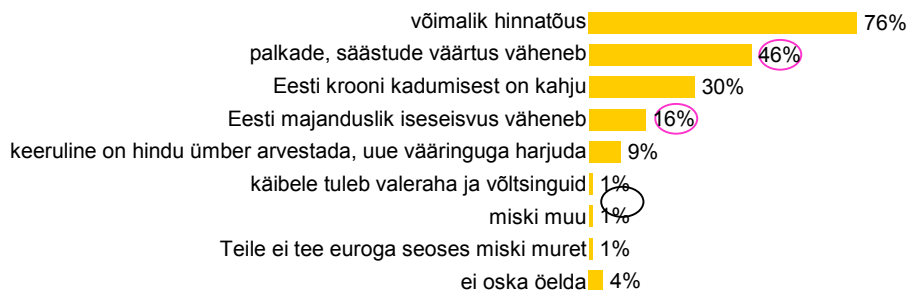 võimalik hinnatõus 76%
palkade, säästude väärtus väheneb 46%
Eesti krooni kadumisest on kahju 30%
Eesti majanduslik iseseisvus väheneb 16%
keeruline on hindu ümber arvestada, uue vääringuga harjuda 9%
käibele tuleb valeraha ja võltsinguid 1%
miski muu 1%
Teile ei tee euroga seoses miski muret 1%
ei oska öelda 4%